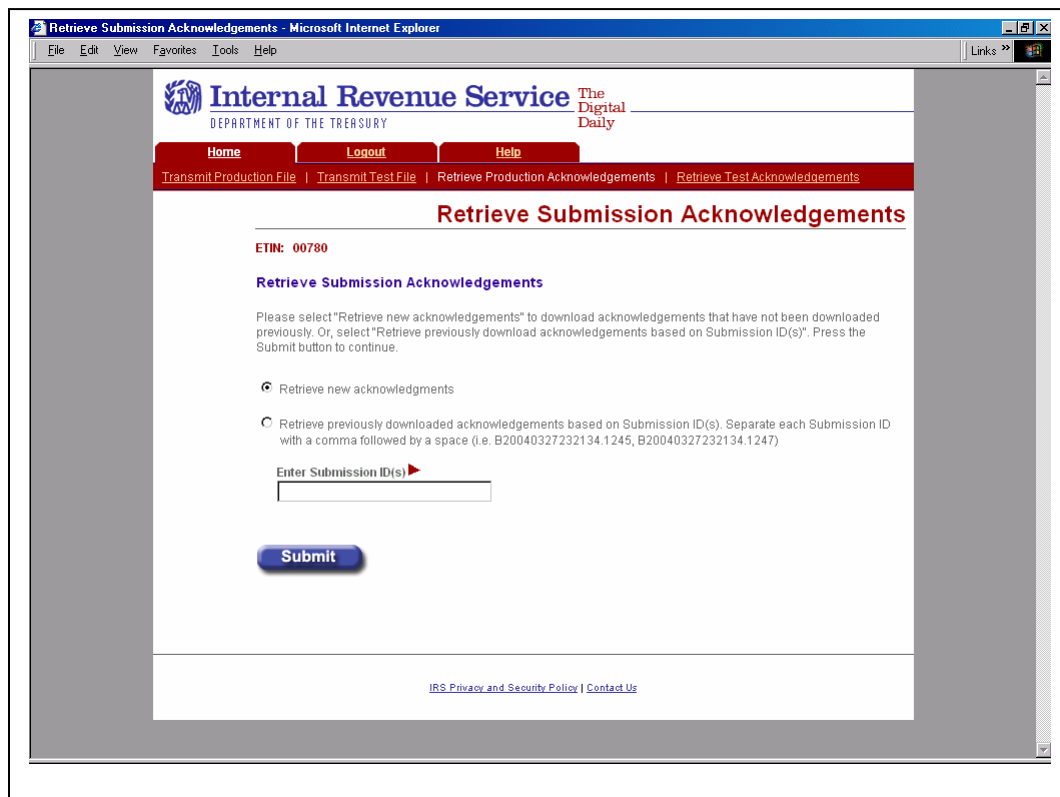 Retrieve Submission Acknowledgements - Microsoft Internet Explorer
File Edit View Favorites Tools Help Links »
Internal Revenue Service
DEPARTMENT OF THE TREASURY
The
Digital
Daily
Home Logout Help
Transmit Production File | Transmit Test File | Retrieve Production Acknowledgements | Retrieve Test Acknowledgements
Retrieve Submission Acknowledgements
ETIN: 00780
Retrieve Submission Acknowledgements
Please select "Retrieve new acknowledgements" to download acknowledgements that have not been downloaded
previously. Or, select "Retrieve previously download acknowledgements based on Submission ID(s)". Press the
Submit button to continue.
Retrieve new acknowledgments
Retrieve previously downloaded acknowledgements based on Submission ID(s). Separate each Submission ID
with a comma followed by a space (i.e. B20040327232134.1245, B20040327232134.1247)
Enter Submission ID(s)
Submit
IRS Privacy and Security Policy | Contact Us